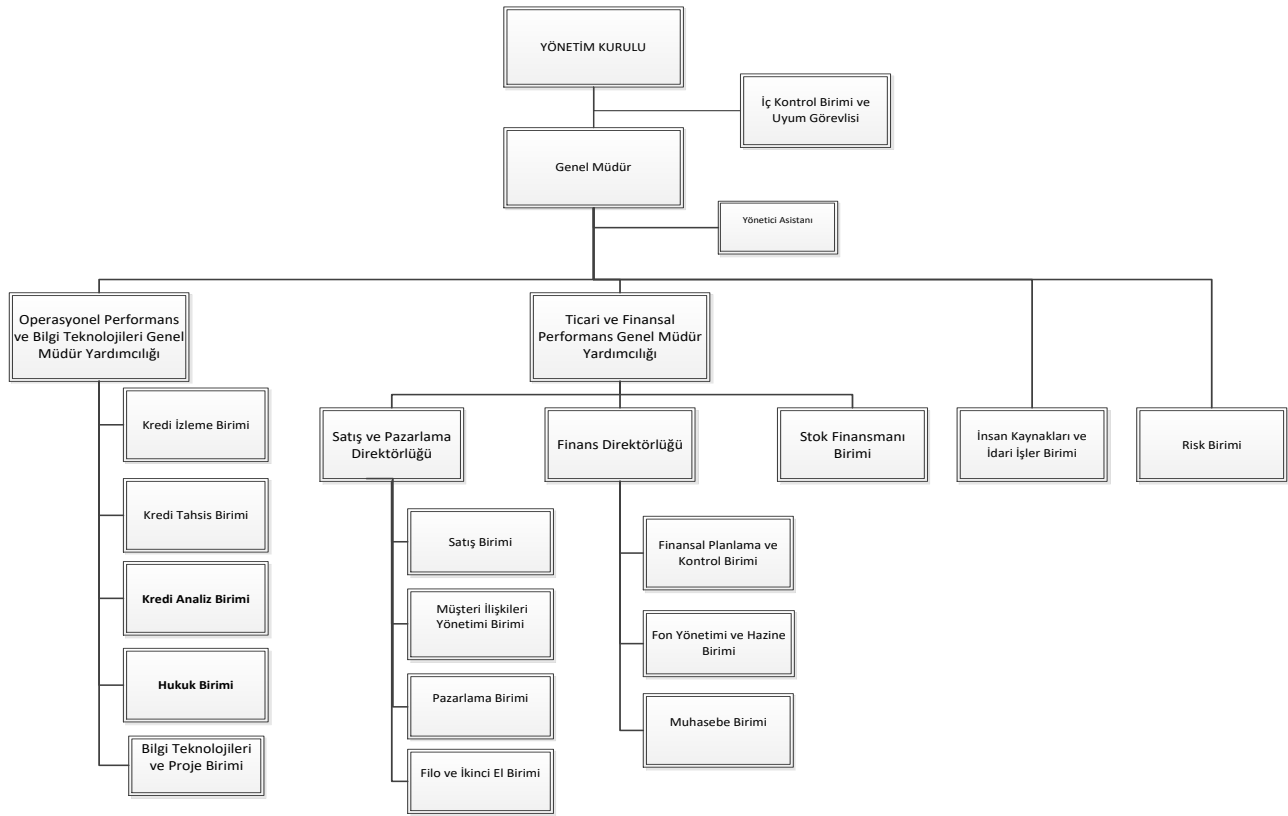 YÖNETİM KURULU
İç Kontrol Birimi ve
Uyum Görevlisi
Genel Müdür
Yönetici Asistanı
Operasyonel Performans
ve Bilgi Teknolojileri Genel
Müdür Yardımcılığı
Ticari ve Finansal
Performans Genel Müdür
Yardımcılığı
Kredi İzleme Birimi
Kredi Tahsis Birimi
Kredi Analiz Birimi
Hukuk Birimi
Bilgi Teknolojileri
ve Proje Birimi
Satış ve Pazarlama
Direktörlüğü
Finans Direktörlüğü
Stok Finansmanı
Birimi
İnsan Kaynakları ve
İdari İşler Birimi
Risk Birimi
Satış Birimi
Müşteri İlişkileri
Yönetimi Birimi
Pazarlama Birimi
Filo ve İkinci El Birimi
Finansal Planlama ve
Kontrol Birimi
Fon Yönetimi ve Hazine
Birimi
Muhasebe Birimi